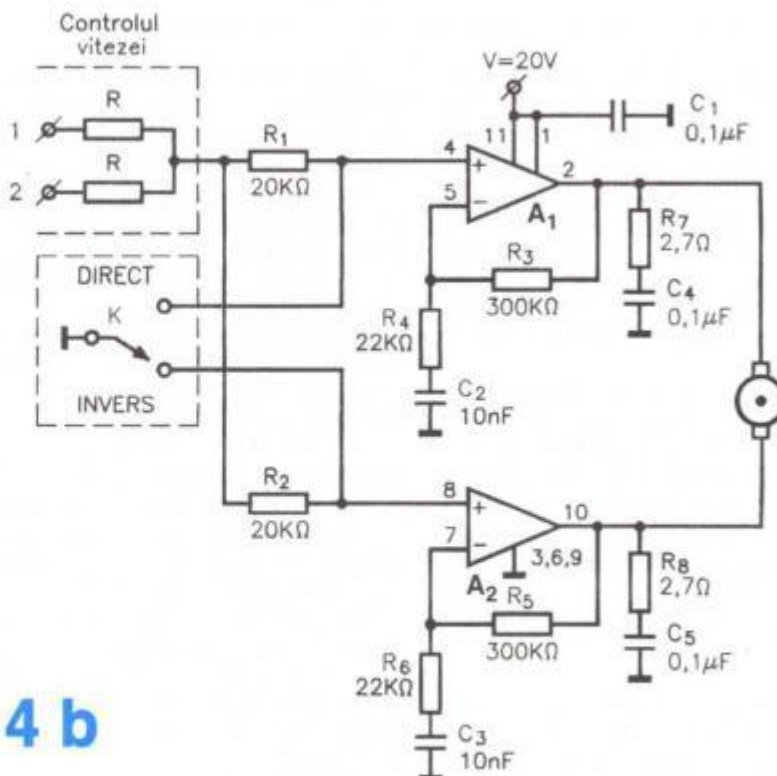 Controlul
vitezei
1
R
2
R
R1
20KΩ
V=20V
11
1
C1
0,1µF
4
+
5
−
2
A1
DIRECT
K
INVERS
R3
300KΩ
R4
22KΩ
C2
10nF
R7
2,7Ω
C4
0,1µF
R2
20KΩ
8
+
7
−
10
3,6,9
A2
R5
300KΩ
R6
22KΩ
C3
10nF
R8
2,7Ω
C5
0,1µF
4 b